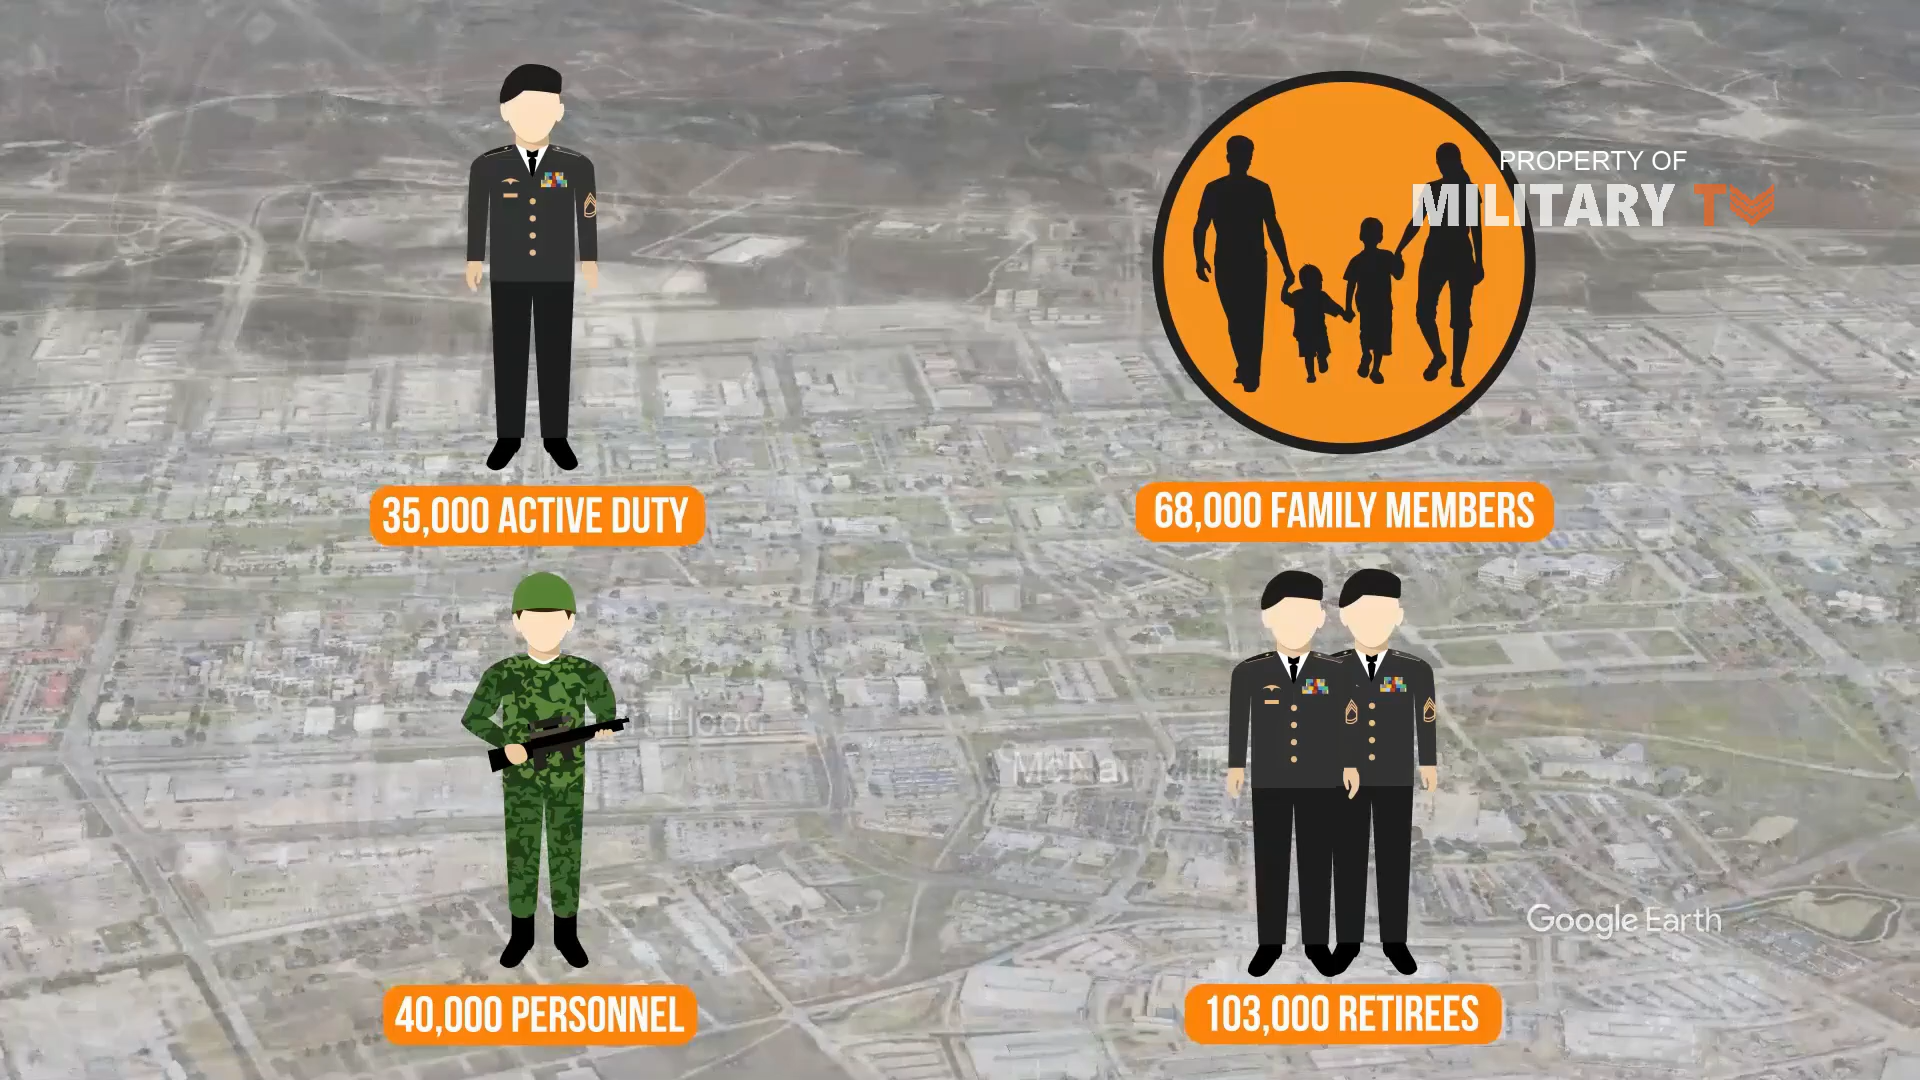 PROPERTY OF
MILITARY TV
35,000 ACTIVE DUTY
68,000 FAMILY MEMBERS
Hood
Google Earth
40,000 PERSONNEL
103,000 RETIREES